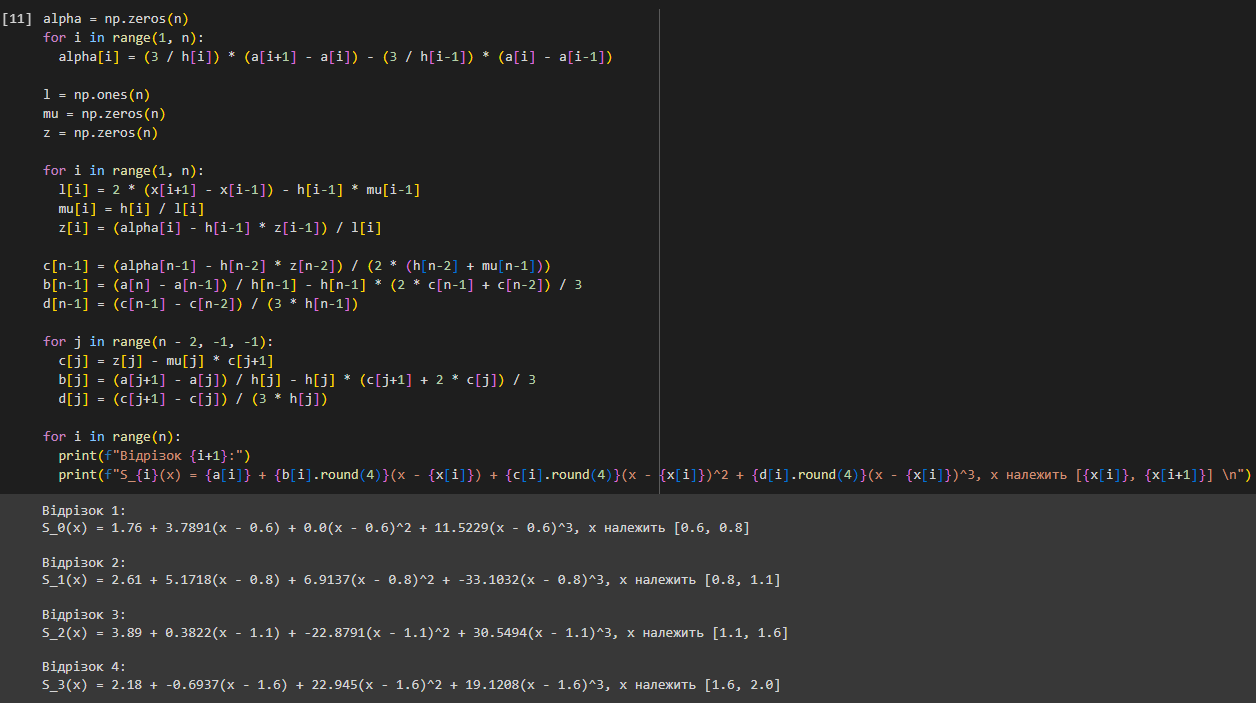 [11] alpha = np.zeros(n)
for i in range(1, n):
  alpha[i] = (3 / h[i]) * (a[i+1] - a[i]) - (3 / h[i-1]) * (a[i] - a[i-1])

l = np.ones(n)
mu = np.zeros(n)
z = np.zeros(n)

for i in range(1, n):
  l[i] = 2 * (x[i+1] - x[i-1]) - h[i-1] * mu[i-1]
  mu[i] = h[i] / l[i]
  z[i] = (alpha[i] - h[i-1] * z[i-1]) / l[i]

c[n-1] = (alpha[n-1] - h[n-2] * z[n-2]) / (2 * (h[n-2] + mu[n-1]))
b[n-1] = (a[n] - a[n-1]) / h[n-1] - h[n-1] * (2 * c[n-1] + c[n-2]) / 3
d[n-1] = (c[n-1] - c[n-2]) / (3 * h[n-1])

for j in range(n - 2, -1, -1):
  c[j] = z[j] - mu[j] * c[j+1]
  b[j] = (a[j+1] - a[j]) / h[j] - h[j] * (c[j+1] + 2 * c[j]) / 3
  d[j] = (c[j+1] - c[j]) / (3 * h[j])

for i in range(n):
  print(f"Відрізок {i+1}:")
  print(f"S_{i}(x) = {a[i]} + {b[i].round(4)}(x - {x[i]}) + {c[i].round(4)}(x - {x[i]})^2 + {d[i].round(4)}(x - {x[i]})^3, x належить [{x[i]}, {x[i+1]}] \n")
Відрізок 1:
S_0(x) = 1.76 + 3.7891(x - 0.6) + 0.0(x - 0.6)^2 + 11.5229(x - 0.6)^3, x належить [0.6, 0.8]

Відрізок 2:
S_1(x) = 2.61 + 5.1718(x - 0.8) + 6.9137(x - 0.8)^2 + -33.1032(x - 0.8)^3, x належить [0.8, 1.1]

Відрізок 3:
S_2(x) = 3.89 + 0.3822(x - 1.1) + -22.8791(x - 1.1)^2 + 30.5494(x - 1.1)^3, x належить [1.1, 1.6]

Відрізок 4:
S_3(x) = 2.18 + -0.6937(x - 1.6) + 22.945(x - 1.6)^2 + 19.1208(x - 1.6)^3, x належить [1.6, 2.0]